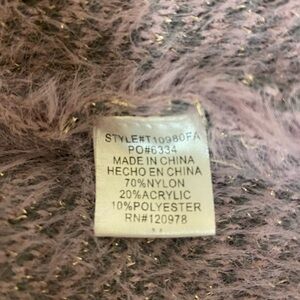 STYLE#T10980FA
PO#6334
MADE IN CHINA
HECHO EN CHINA
70%NYLON
20%ACRYLIC
10%POLYESTER
RN#120978